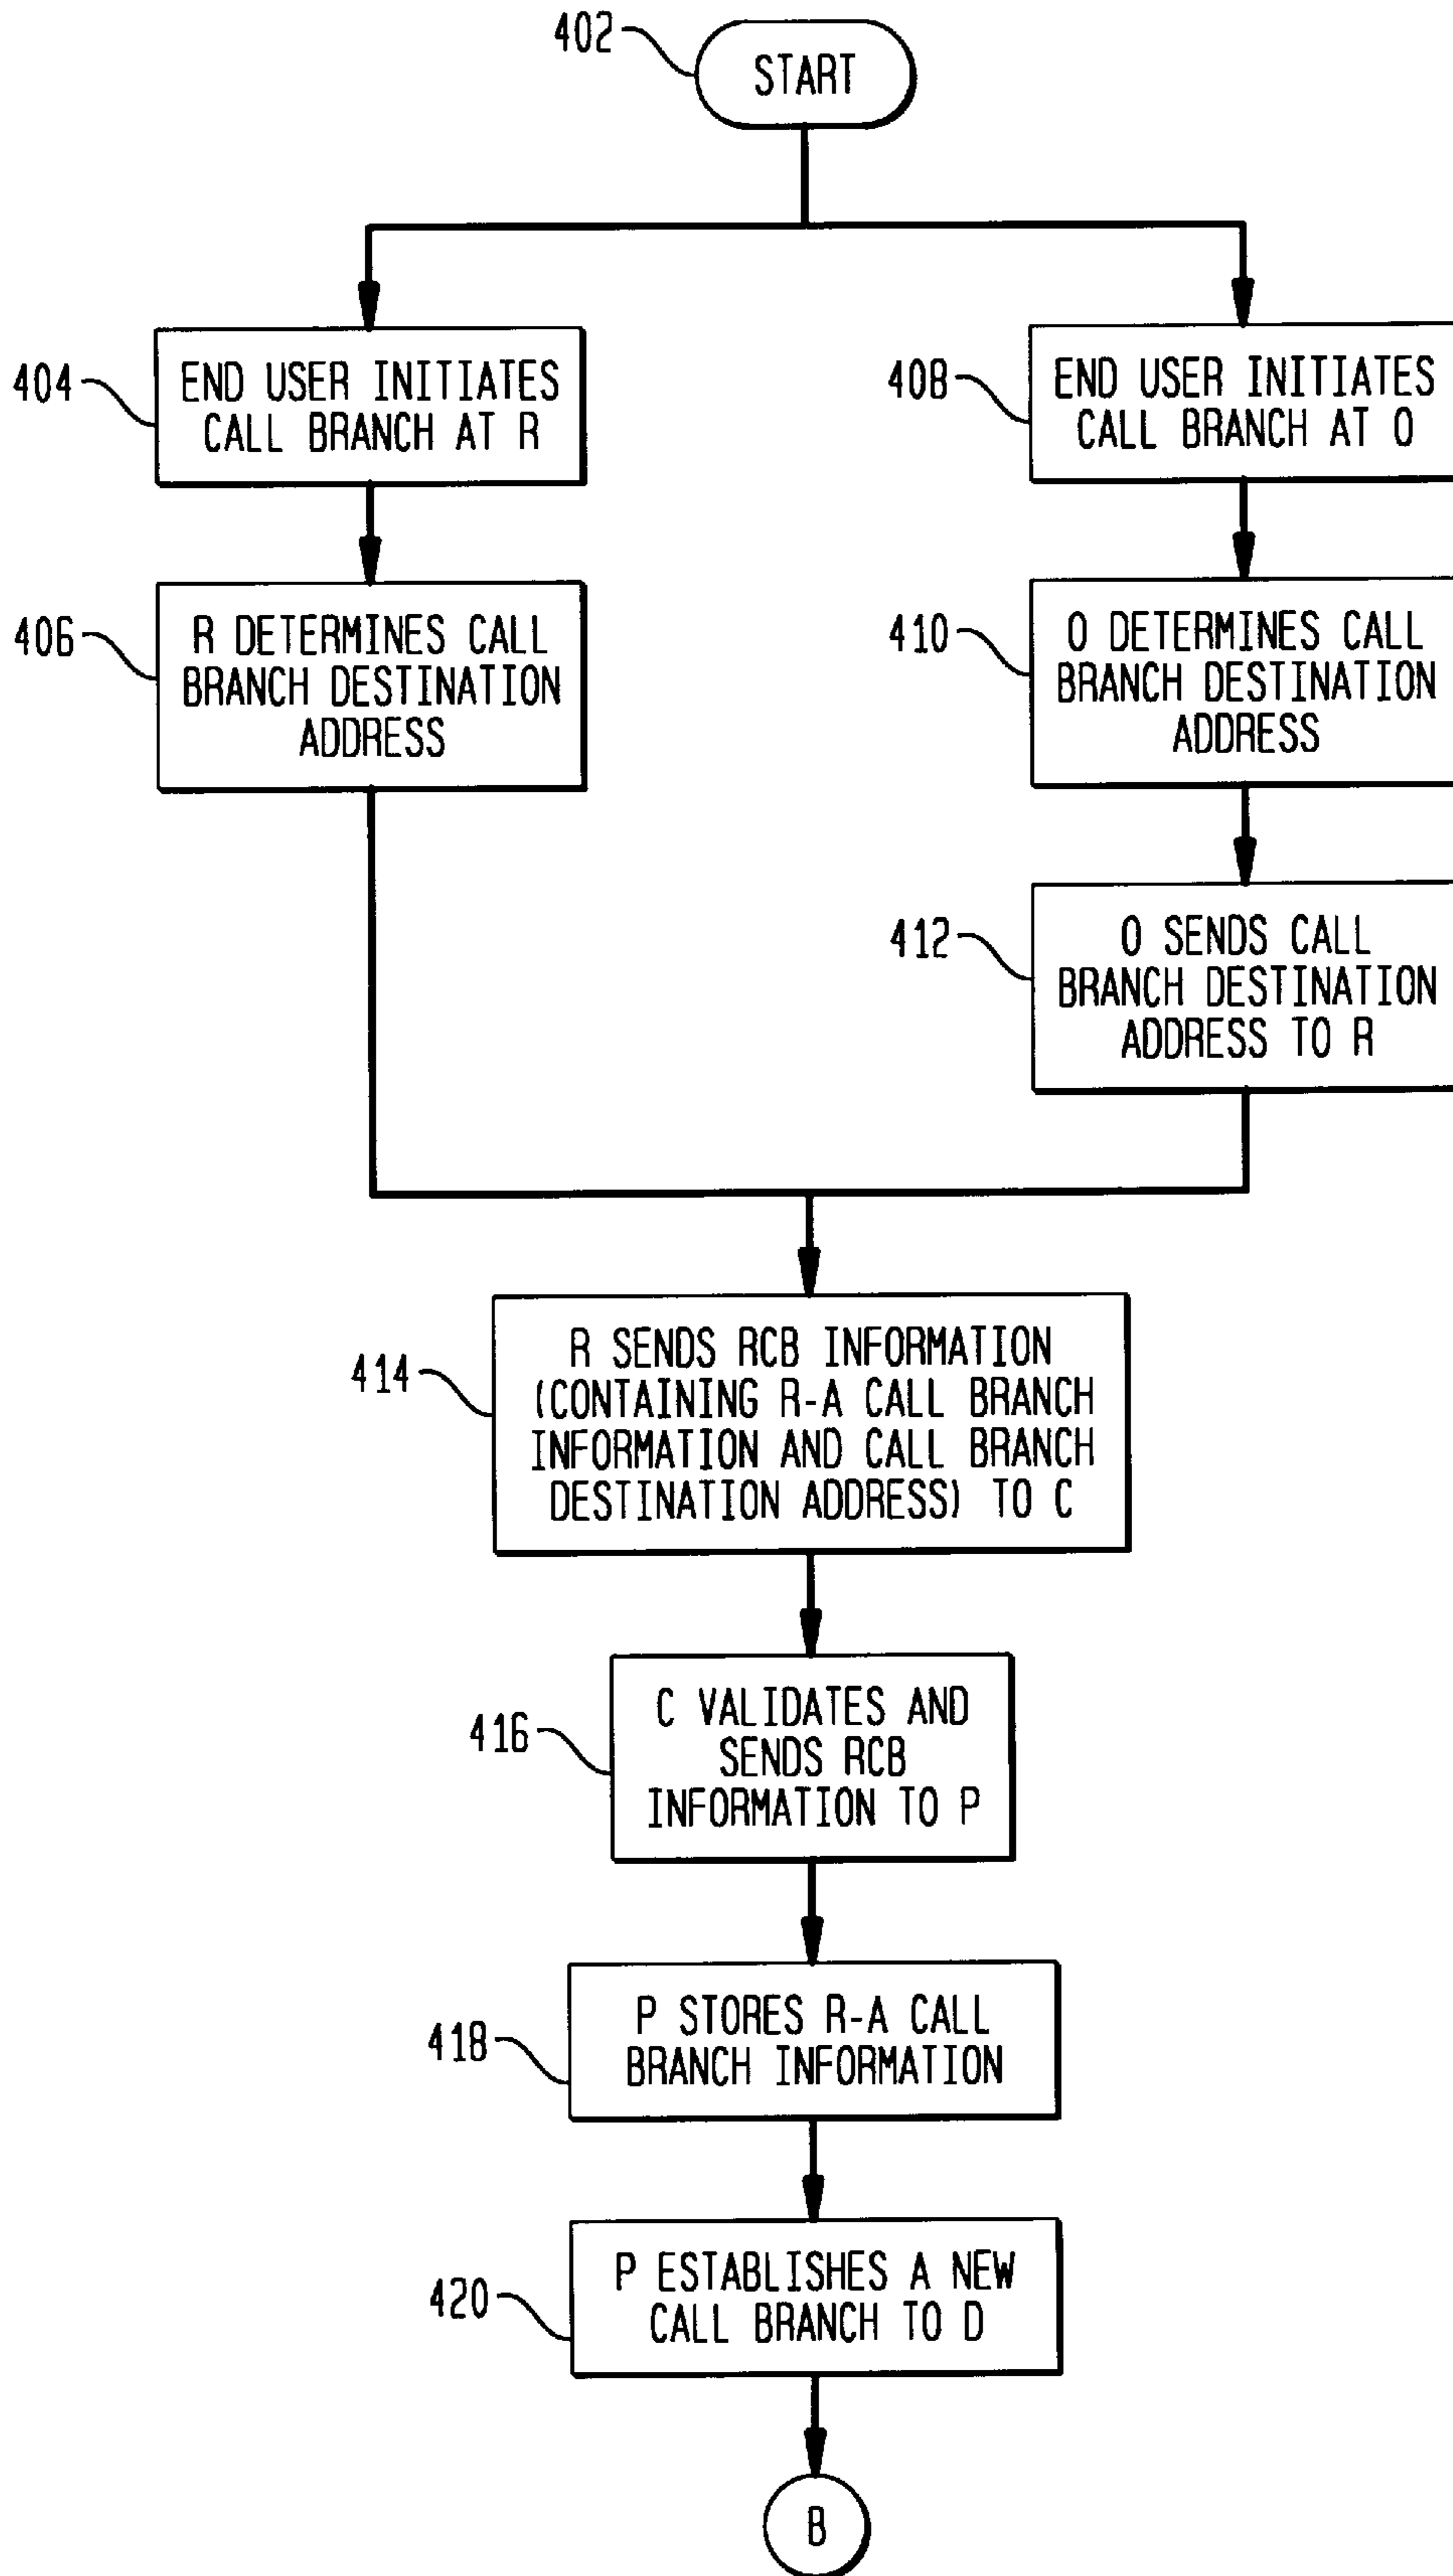 402
START
404
END USER INITIATES
CALL BRANCH AT R
408
END USER INITIATES
CALL BRANCH AT O
406
R DETERMINES CALL
BRANCH DESTINATION
ADDRESS
410
O DETERMINES CALL
BRANCH DESTINATION
ADDRESS
412
O SENDS CALL
BRANCH DESTINATION
ADDRESS TO R
414
R SENDS RCB INFORMATION
(CONTAINING R-A CALL BRANCH
INFORMATION AND CALL BRANCH
DESTINATION ADDRESS) TO C
416
C VALIDATES AND
SENDS RCB
INFORMATION TO P
418
P STORES R-A CALL
BRANCH INFORMATION
420
P ESTABLISHES A NEW
CALL BRANCH TO D
B